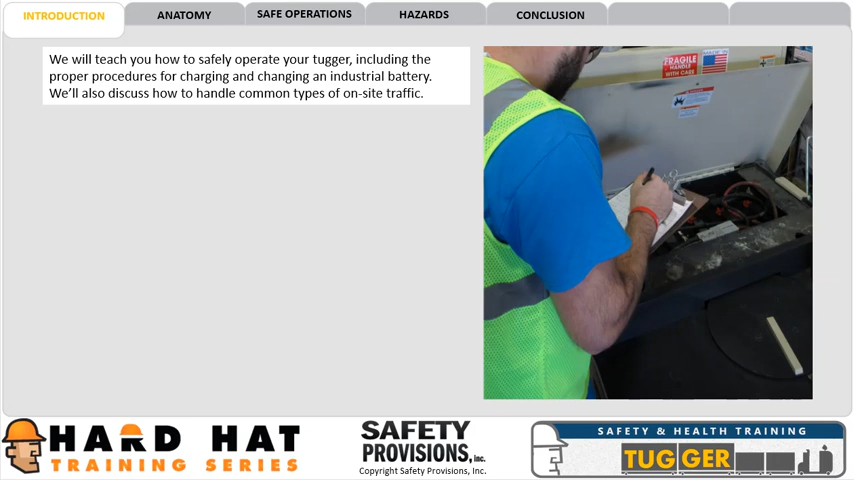 INTRODUCTION
ANATOMY
SAFE OPERATIONS
HAZARDS
CONCLUSION
We will teach you how to safely operate your tugger, including the
proper procedures for charging and changing an industrial battery.
We’ll also discuss how to handle common types of on-site traffic.
FRAGILE
HANDLE
WITH CARE
MADE IN
HARD HAT
TRAINING SERIES
SAFETY
PROVISIONS, Inc.
Copyright Safety Provisions, Inc.
SAFETY & HEALTH TRAINING
TUGGER